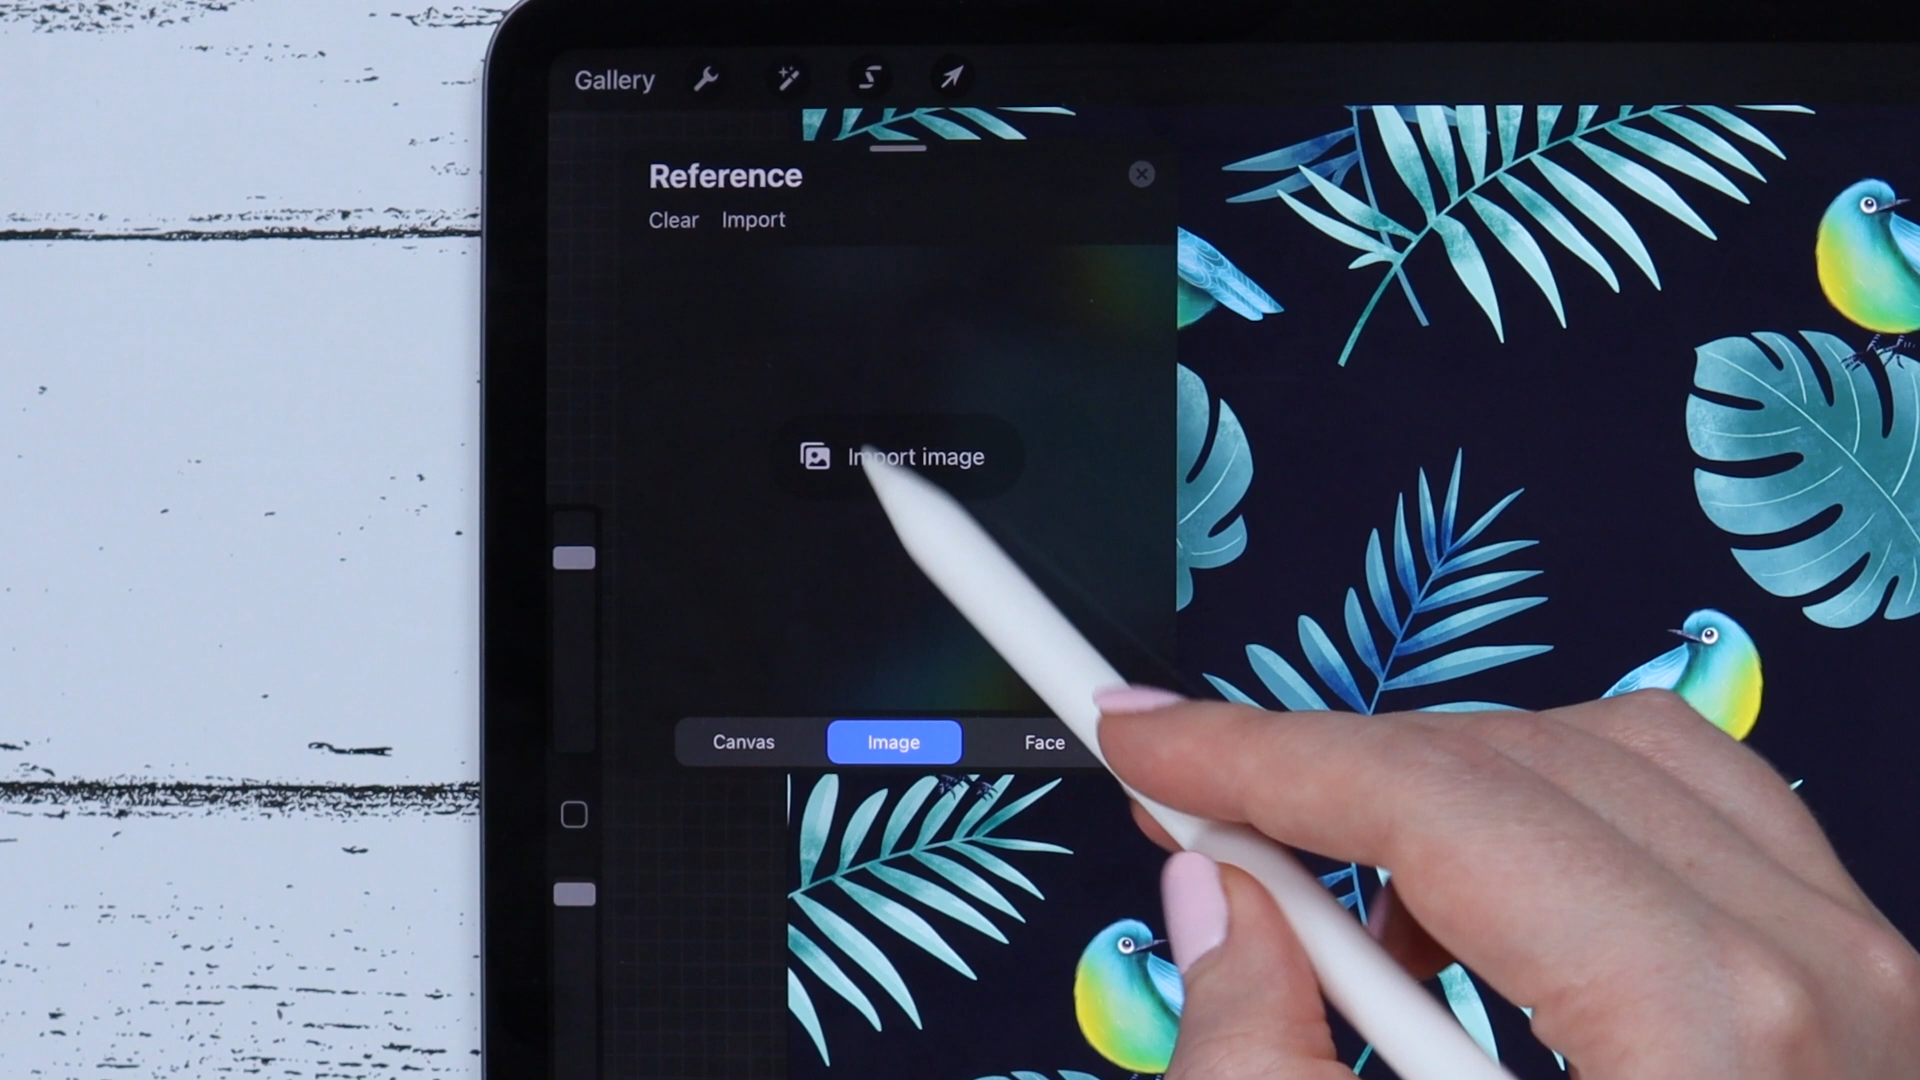 Gallery
Reference
Clear Import
Import image
Canvas Image Face